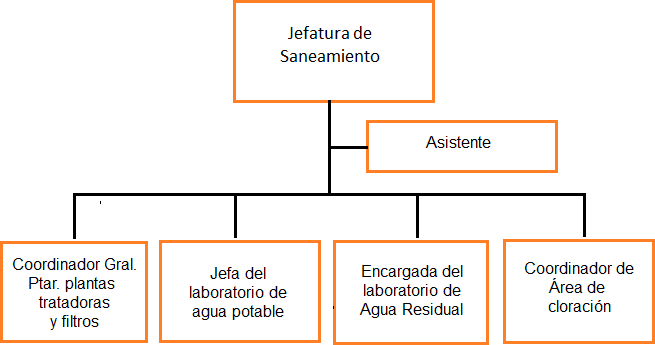 Jefatura de
Saneamiento
Asistente
Coordinador Gral.
Ptar. plantas
tratadoras
y filtros
Jefa del
laboratorio de
agua potable
Encargada del
laboratorio de
Agua Residual
Coordinador de
Área de
cloración